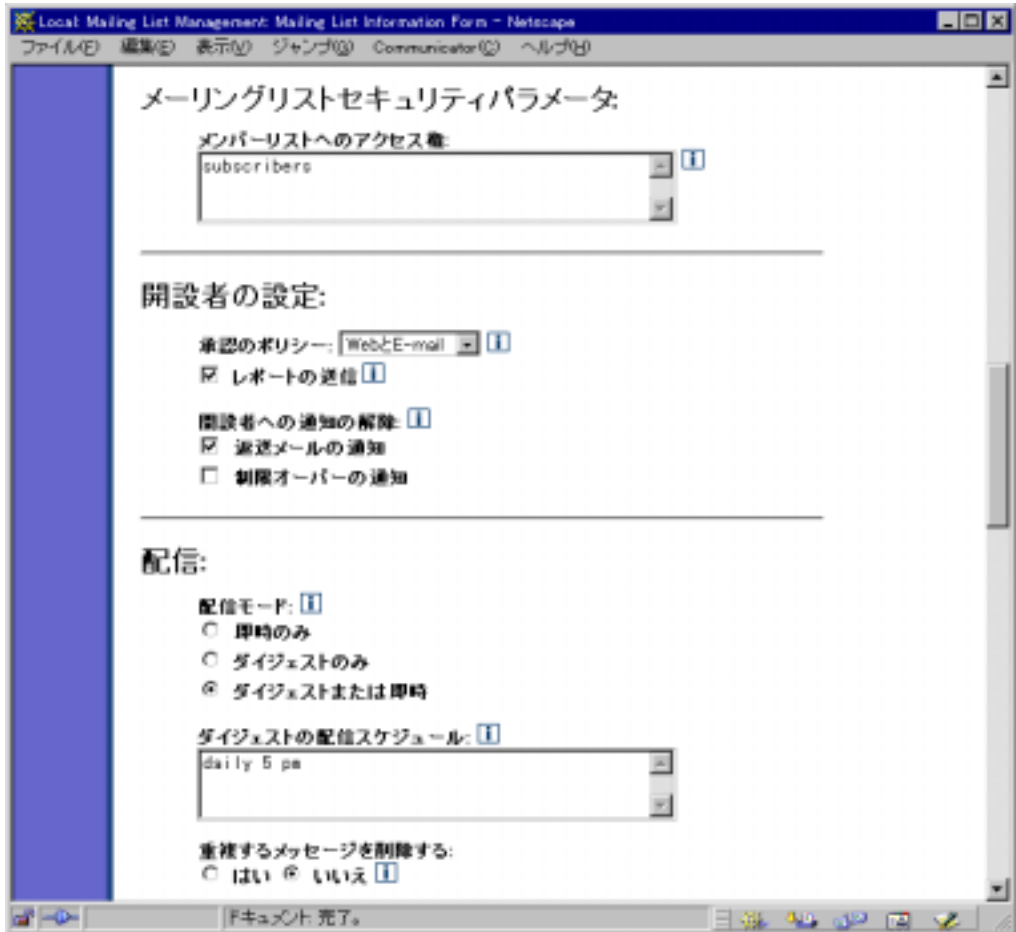 Local: Mailing List Management: Mailing List Information Form - Netscape
ファイル(F) 編集(E) 表示(V) ジャンプ(G) Communicator(C) ヘルプ(H)
メーリングリストセキュリティパラメータ:
メンバーリストへのアクセス権:
subscribers
開設者の設定:
承認のポリシー: WebとE-mail
レポートの送信
開設者への通知の解除:
返送メールの通知
制限オーバーの通知
配信:
配信モード:
即時のみ
ダイジェストのみ
ダイジェストまたは即時
ダイジェストの配信スケジュール:
daily 5 pm
重複するメッセージを削除する:
はい いいえ
ドキュメント: 完了。